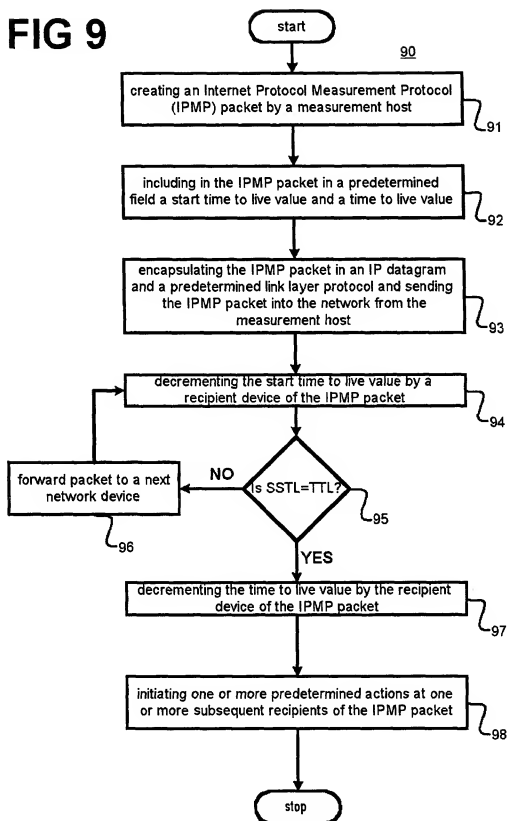 FIG 9
start
90
creating an Internet Protocol Measurement Protocol
(IPMP) packet by a measurement host
91
including in the IPMP packet in a predetermined
field a start time to live value and a time to live value
92
encapsulating the IPMP packet in an IP datagram
and a predetermined link layer protocol and sending
the IPMP packet into the network from the
measurement host
93
decrementing the start time to live value by a
recipient device of the IPMP packet
94
Is SSTL=TTL?
95
NO
forward packet to a next
network device
96
YES
decrementing the time to live value by the recipient
device of the IPMP packet
97
initiating one or more predetermined actions at one
or more subsequent recipients of the IPMP packet
98
stop